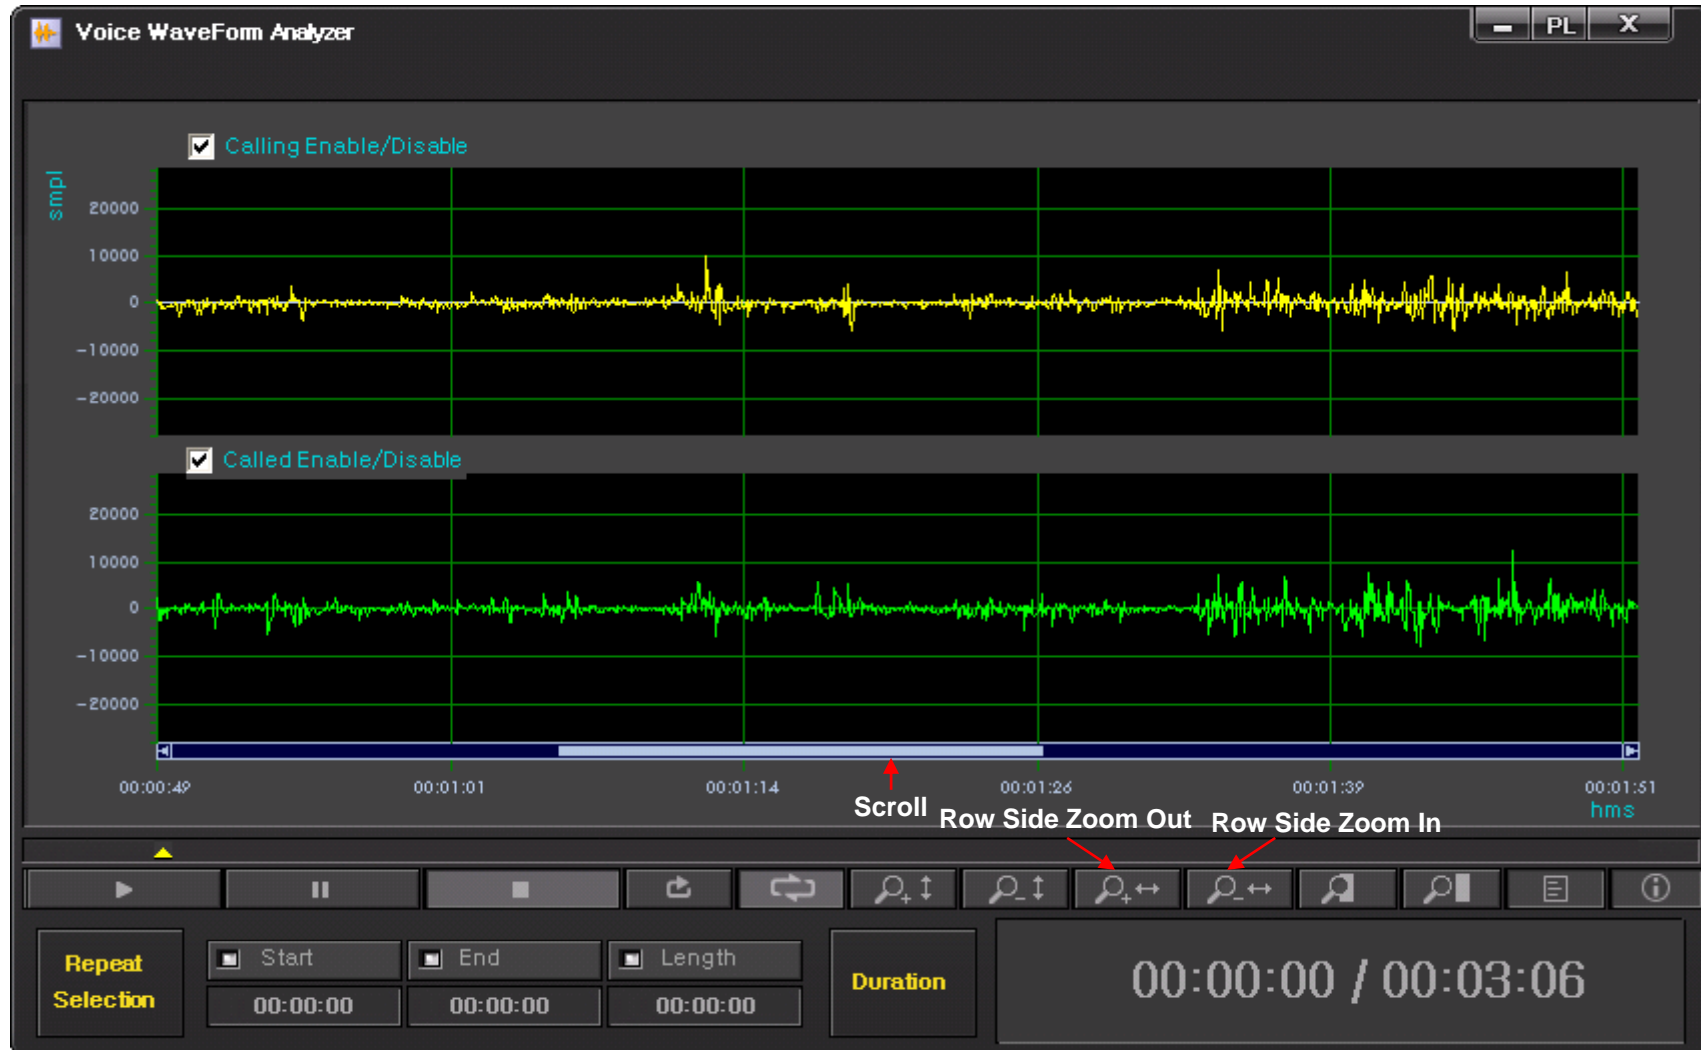 Voice WaveForm Analyzer
PL X
Calling Enable/Disable
smpl
20000
10000
0
-10000
-20000
Called Enable/Disable
20000
10000
0
-10000
-20000
00:00:49 00:01:01 00:01:14 00:01:26 00:01:39 00:01:51
hms
Scroll Row Side Zoom Out Row Side Zoom In
Repeat Selection
Start End Length
00:00:00 00:00:00 00:00:00
Duration
00:00:00 / 00:03:06